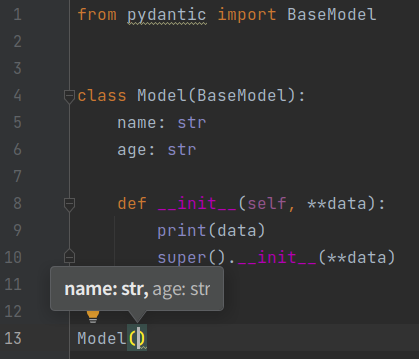 1 from pydantic import BaseModel
2
3
4 class Model(BaseModel):
5     name: str
6     age: str
7
8     def __init__(self, **data):
9         print(data)
10         super().__init__(**data)
11
name: str, age: str
12
13 Model()